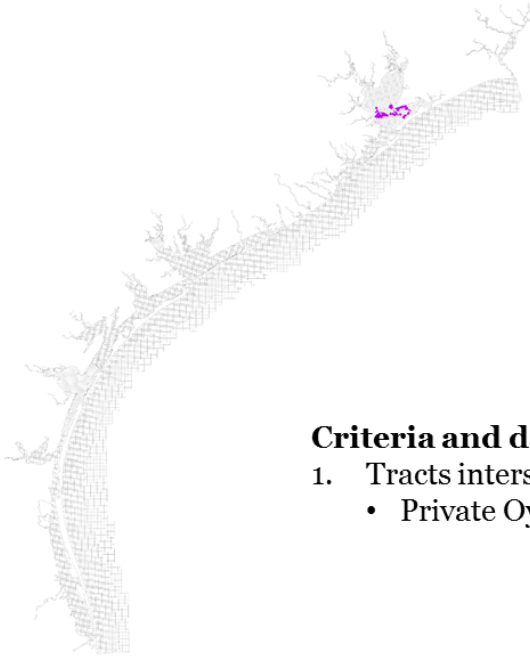 Criteria and d
1. Tracts inters
• Private Oy